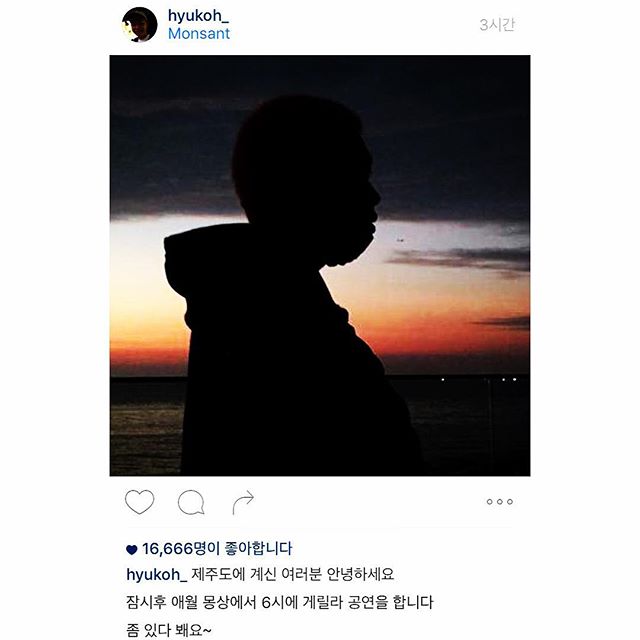 hyukoh_
Monsant
3시간
16,666명이 좋아합니다
hyukoh_ 제주도에 계신 여러분 안녕하세요
잠시후 애월 몽상에서 6시에 게릴라 공연을 합니다
좀 있다 봬요~